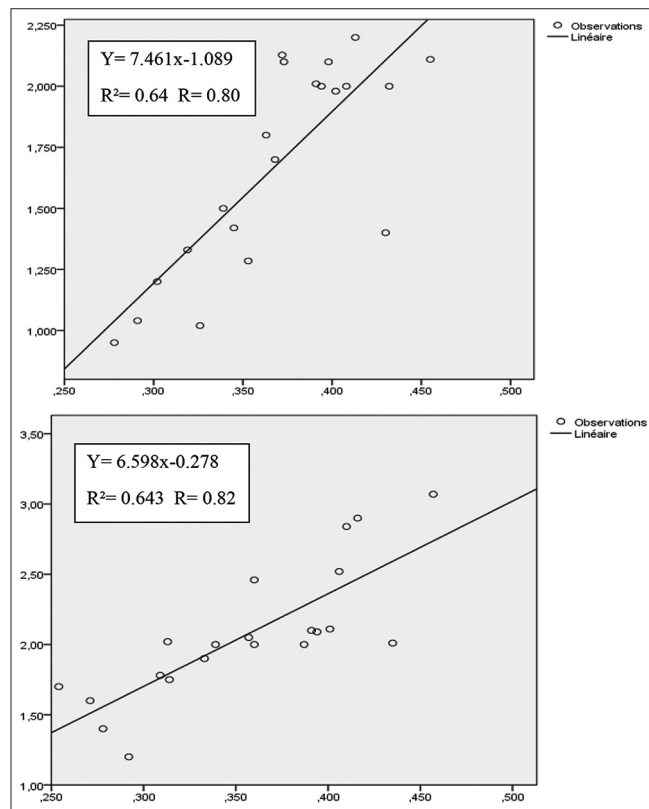 2,250
2,000
1,750
1,500
1,250
1,000
Y= 7.461x-1.089
R²= 0.64 R= 0.80
Observations
Linéaire
,250 ,300 ,350 ,400 ,450 ,500
3,50
3,00
2,50
2,00
1,50
1,00
Y= 6.598x-0.278
R²= 0.643 R= 0.82
Observations
Linéaire
,250 ,300 ,350 ,400 ,450 ,500